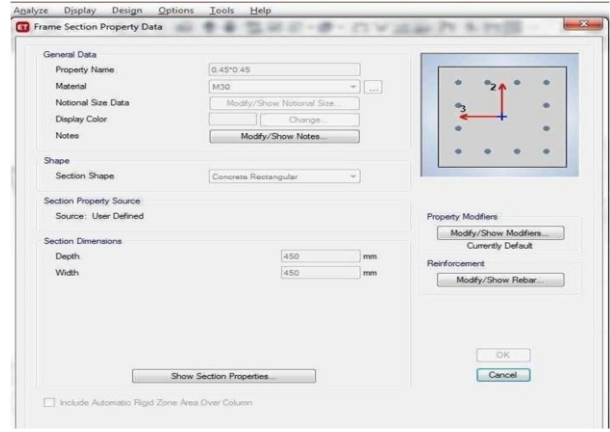 Analyze Display Design Options Tools Help
ET Frame Section Property Data
General Data
Property Name 0.45*0.45
Material M30 ...
Notional Size Data Modify/Show Notional Size...
Display Color Change...
Notes Modify/Show Notes...
Shape
Section Shape Concrete Rectangular
Section Property Source
Source: User Defined
Section Dimensions
Depth 450 mm
Width 450 mm
Show Section Properties...
Include Automatic Rigid Zone Area Over Column
2
3
Property Modifiers
Modify/Show Modifiers...
Currently Default
Reinforcement
Modify/Show Rebar...
OK
Cancel